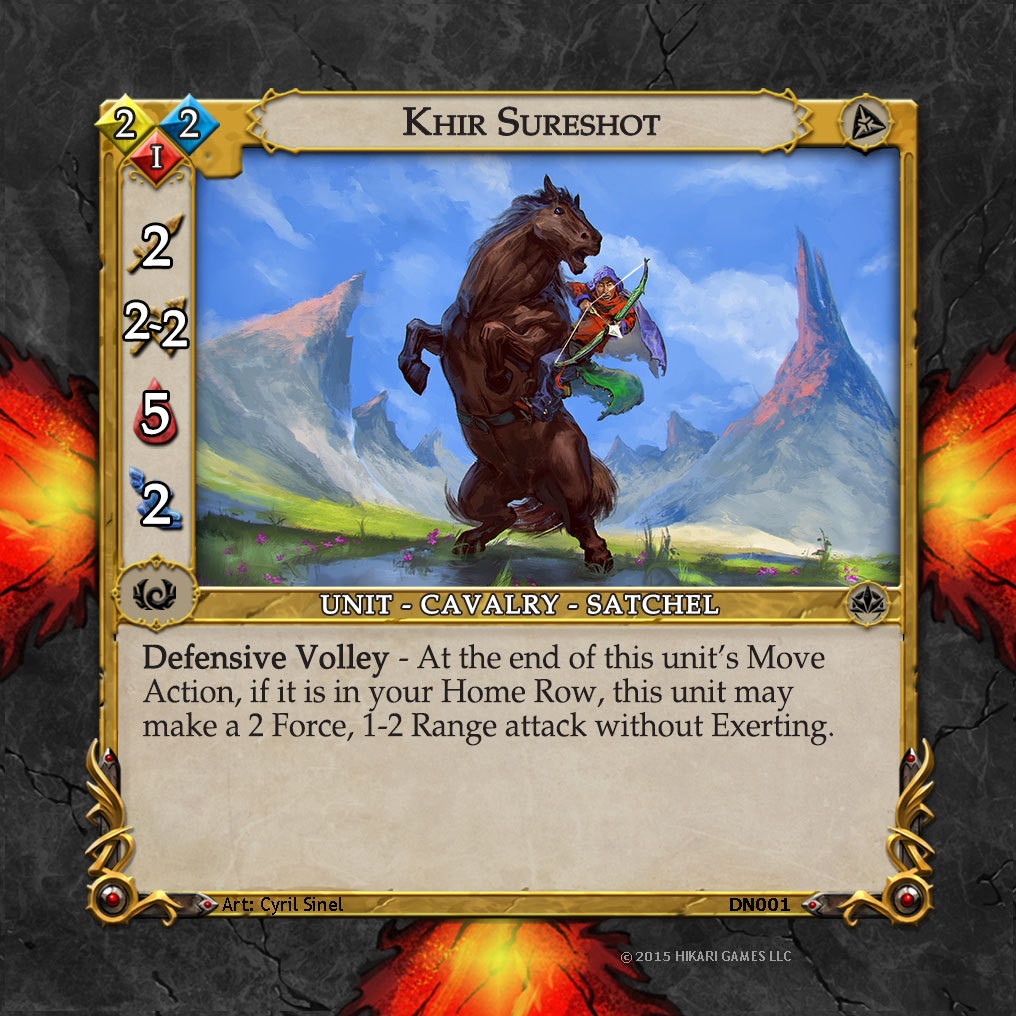 2 2
1
Khir Sureshot
2
2~2
5
2
UNIT - CAVALRY - SATCHEL
Defensive Volley - At the end of this unit's Move
Action, if it is in your Home Row, this unit may
make a 2 Force, 1-2 Range attack without Exerting.
Art: Cyril Sinel
DN001
© 2015 HIKARI GAMES LLC